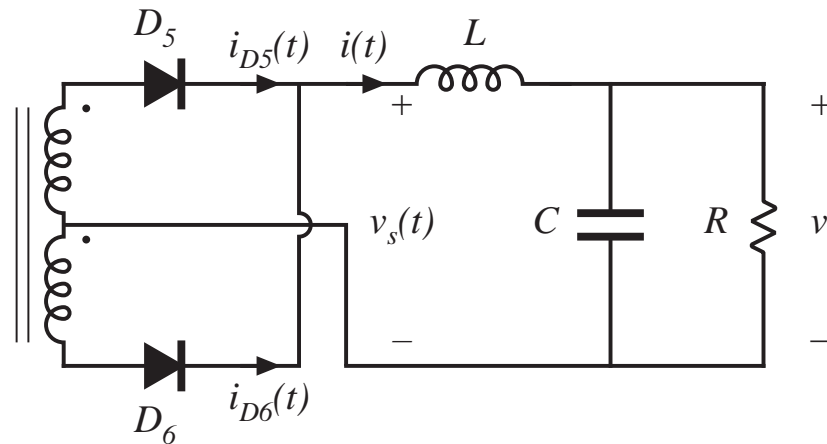 D5 iD5(t) i(t) L
+ +
vs(t) C R v
– –
D6 iD6(t)